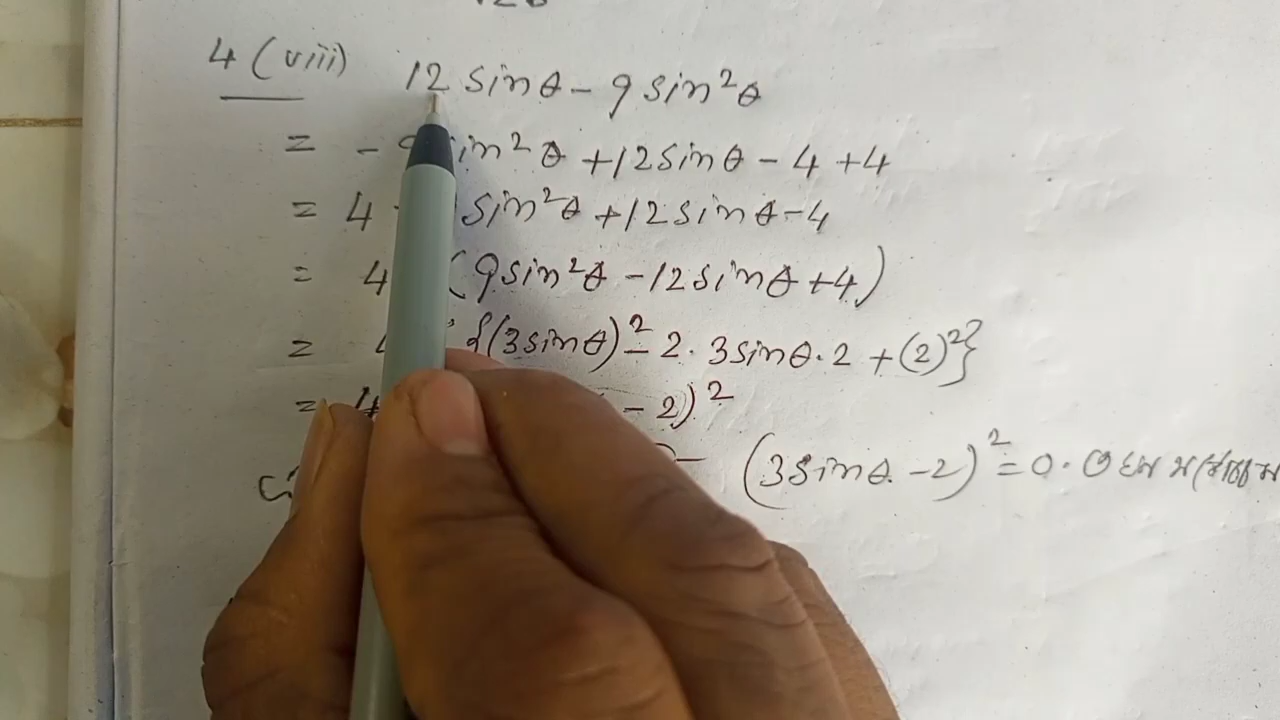 4 (viii) 12 sinθ - 9 sin²θ
= - sin²θ + 12 sinθ - 4 + 4
= 4 sin²θ + 12 sinθ - 4
= 4 (9 sin²θ - 12 sinθ + 4)
= {(3 sinθ)² - 2 · 3 sinθ · 2 + (2)²}
= 4 - 2)²
(3 sinθ - 2)² = 0 ·